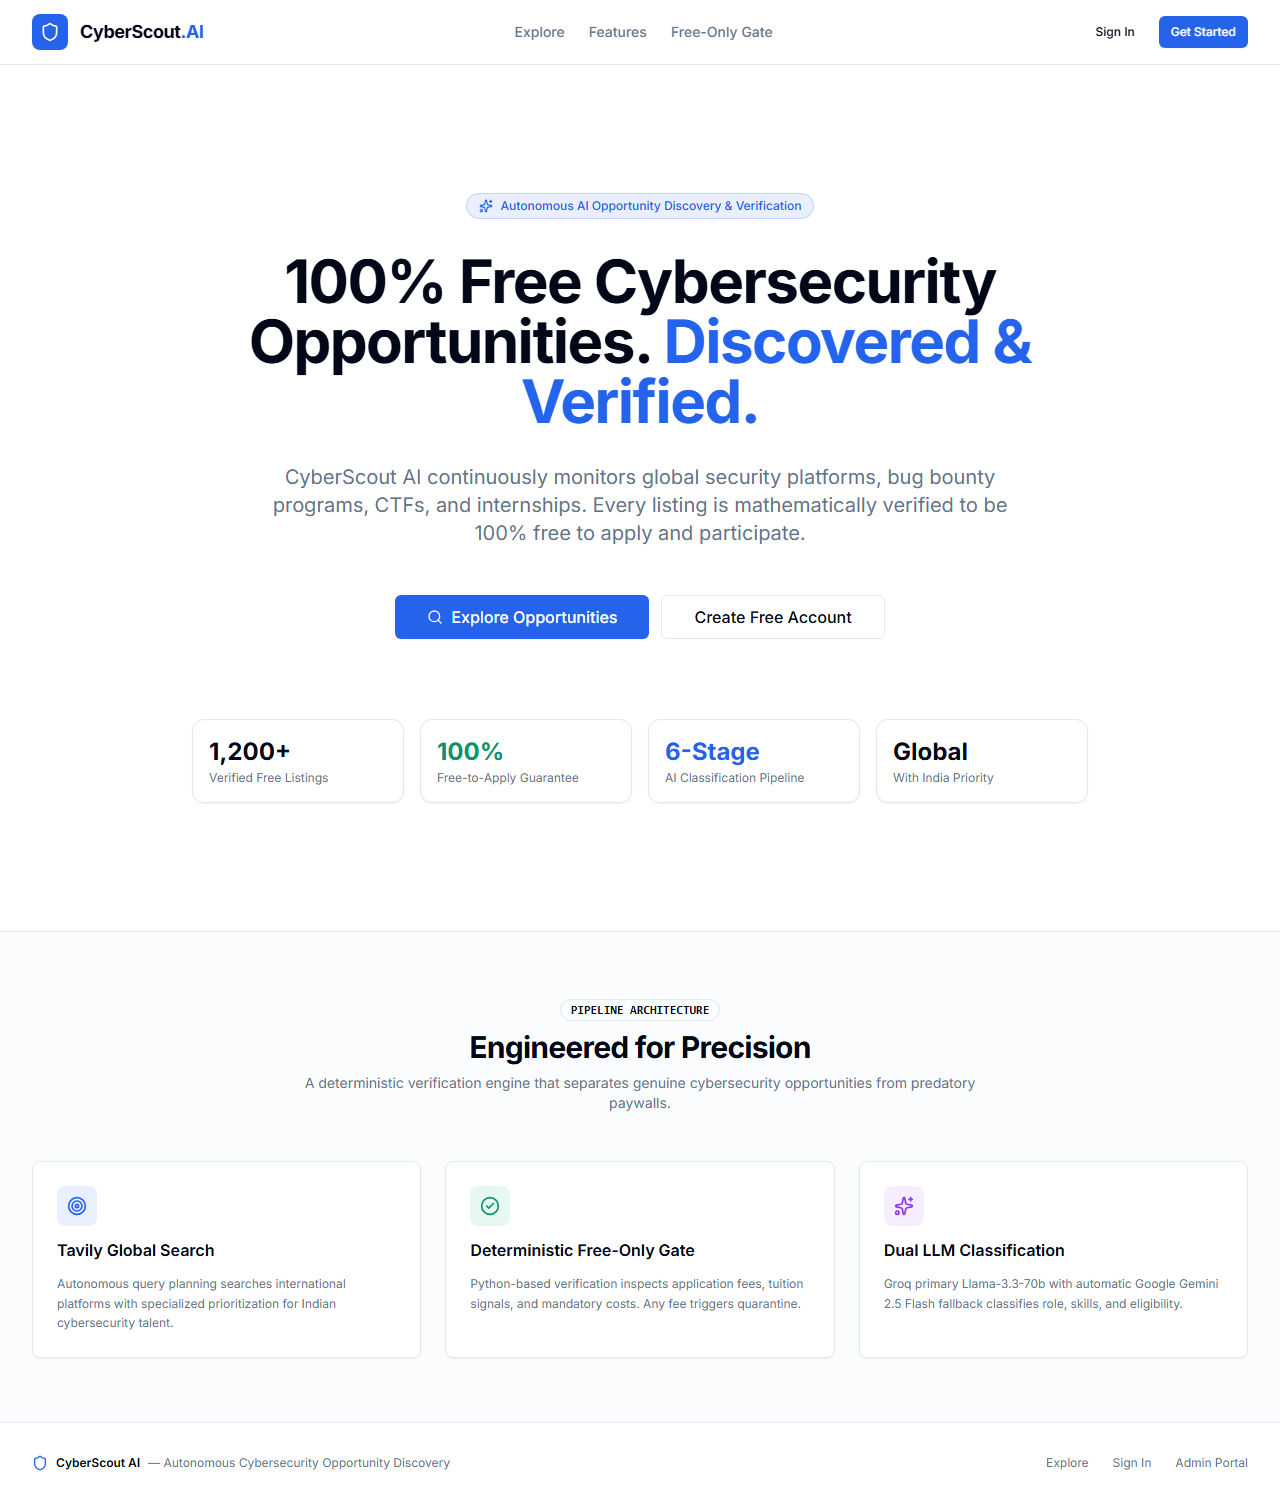 CyberScout.AI
Explore
Features
Free-Only Gate
Sign In
Get Started
Autonomous AI Opportunity Discovery & Verification
100% Free Cybersecurity
Opportunities. Discovered &
Verified.
CyberScout AI continuously monitors global security platforms, bug bounty
programs, CTFs, and internships. Every listing is mathematically verified to be
100% free to apply and participate.
Explore Opportunities
Create Free Account
1,200+
Verified Free Listings
100%
Free-to-Apply Guarantee
6-Stage
AI Classification Pipeline
Global
With India Priority
PIPELINE ARCHITECTURE
Engineered for Precision
A deterministic verification engine that separates genuine cybersecurity opportunities from predatory
paywalls.
Tavily Global Search
Autonomous query planning searches international
platforms with specialized prioritization for Indian
cybersecurity talent.
Deterministic Free-Only Gate
Python-based verification inspects application fees, tuition
signals, and mandatory costs. Any fee triggers quarantine.
Dual LLM Classification
Groq primary Llama-3.3-70b with automatic Google Gemini
2.5 Flash fallback classifies role, skills, and eligibility.
CyberScout AI — Autonomous Cybersecurity Opportunity Discovery
Explore
Sign In
Admin Portal